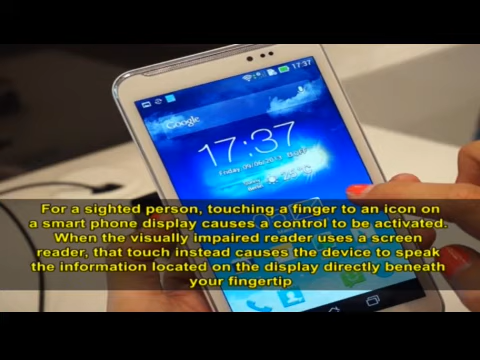 17:37
Google
17:37
For a sighted person, touching a finger to an icon on
a smart phone display causes a control to be activated.
When the visually impaired reader uses a screen
reader, that touch instead causes the device to speak
the information located on the display directly beneath
your fingertip